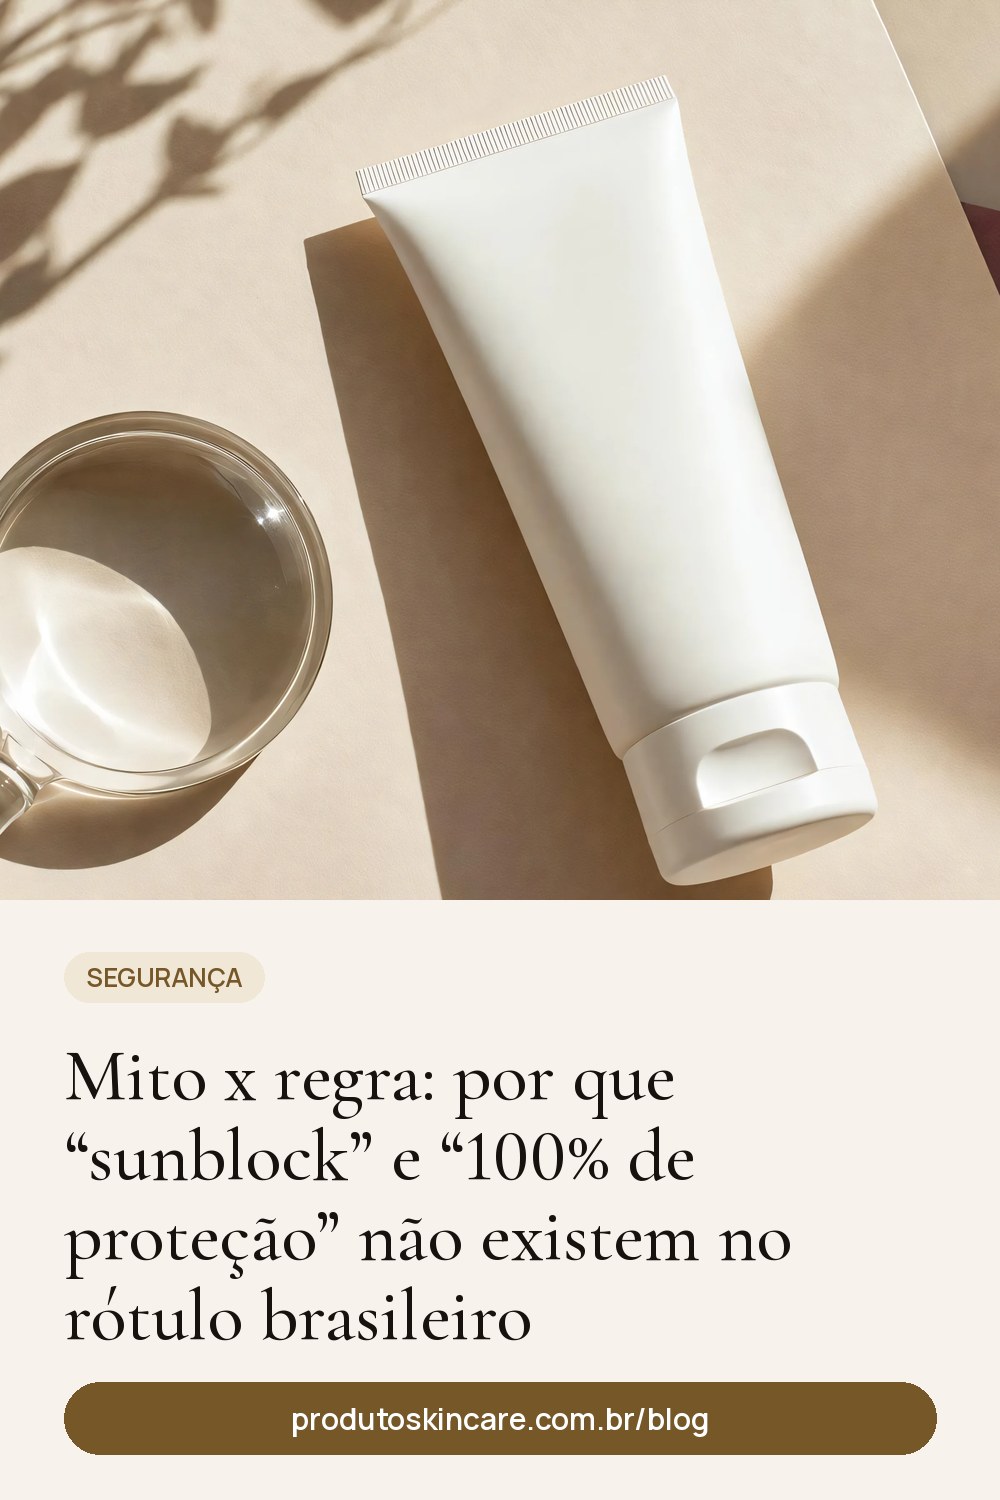 SEGURANÇA
Mito x regra: por que
“sunblock” e “100% de
proteção” não existem no
rótulo brasileiro
produtoskincare.com.br/blog